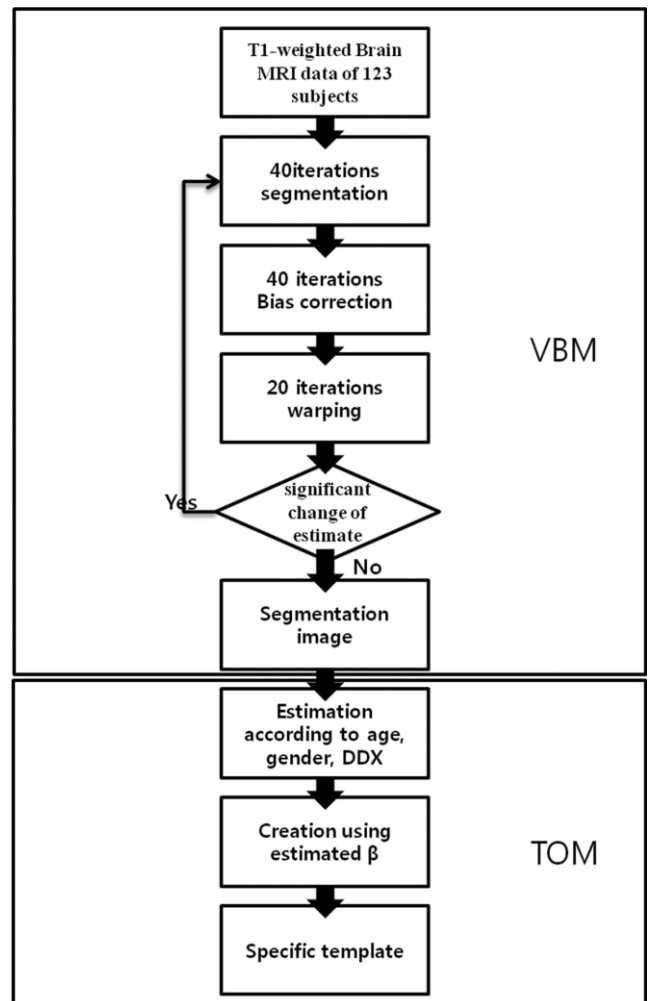 T1-weighted Brain
MRI data of 123
subjects
40iterations
segmentation
40 iterations
Bias correction
VBM
20 iterations
warping
Yes
significant
change of
estimate
No
Segmentation
image
Estimation
according to age,
gender, DDX
Creation using
estimated β
TOM
Specific template